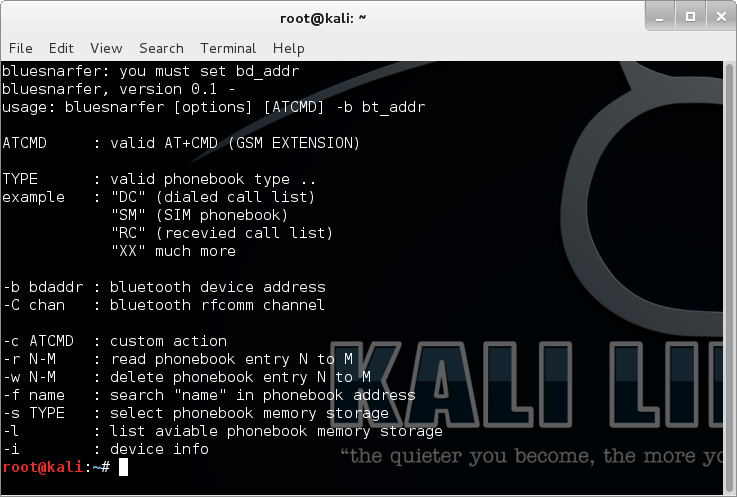 root@kali: ~
File Edit View Search Terminal Help
bluesnarfer: you must set bd_addr
bluesnarfer, version 0.1 -
usage: bluesnarfer [options] [ATCMD] -b bt_addr
ATCMD     : valid AT+CMD (GSM EXTENSION)
TYPE      : valid phonebook type ..
example   : "DC" (dialed call list)
            "SM" (SIM phonebook)
            "RC" (recevied call list)
            "XX" much more
-b bdaddr : bluetooth device address
-C chan   : bluetooth rfcomm channel
-c ATCMD  : custom action
-r N-M    : read phonebook entry N to M
-w N-M    : delete phonebook entry N to M
-f name   : search "name" in phonebook address
-s TYPE   : select phonebook memory storage
-l        : list aviable phonebook memory storage
-i        : device info
root@kali:~#
KALI LIN
"the quieter you become, the more yo